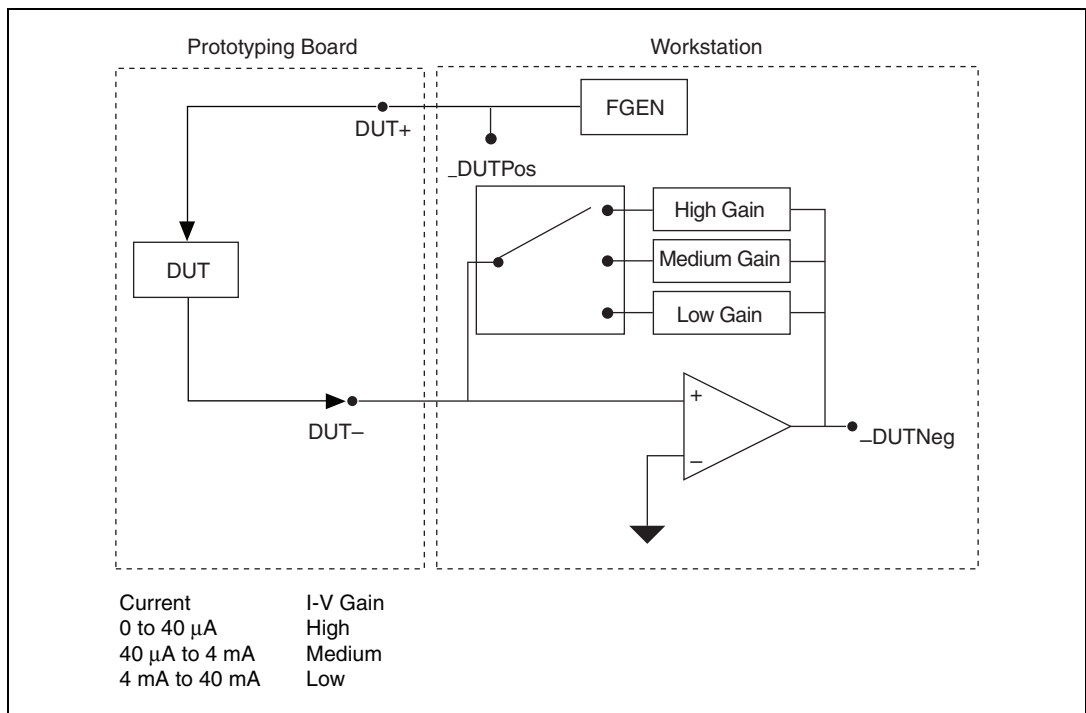 Prototyping Board
Workstation
FGEN
DUT+
_DUTPos
High Gain
Medium Gain
Low Gain
DUT
+
–
DUT–
_DUTNeg
Current I-V Gain
0 to 40 μA High
40 μA to 4 mA Medium
4 mA to 40 mA Low